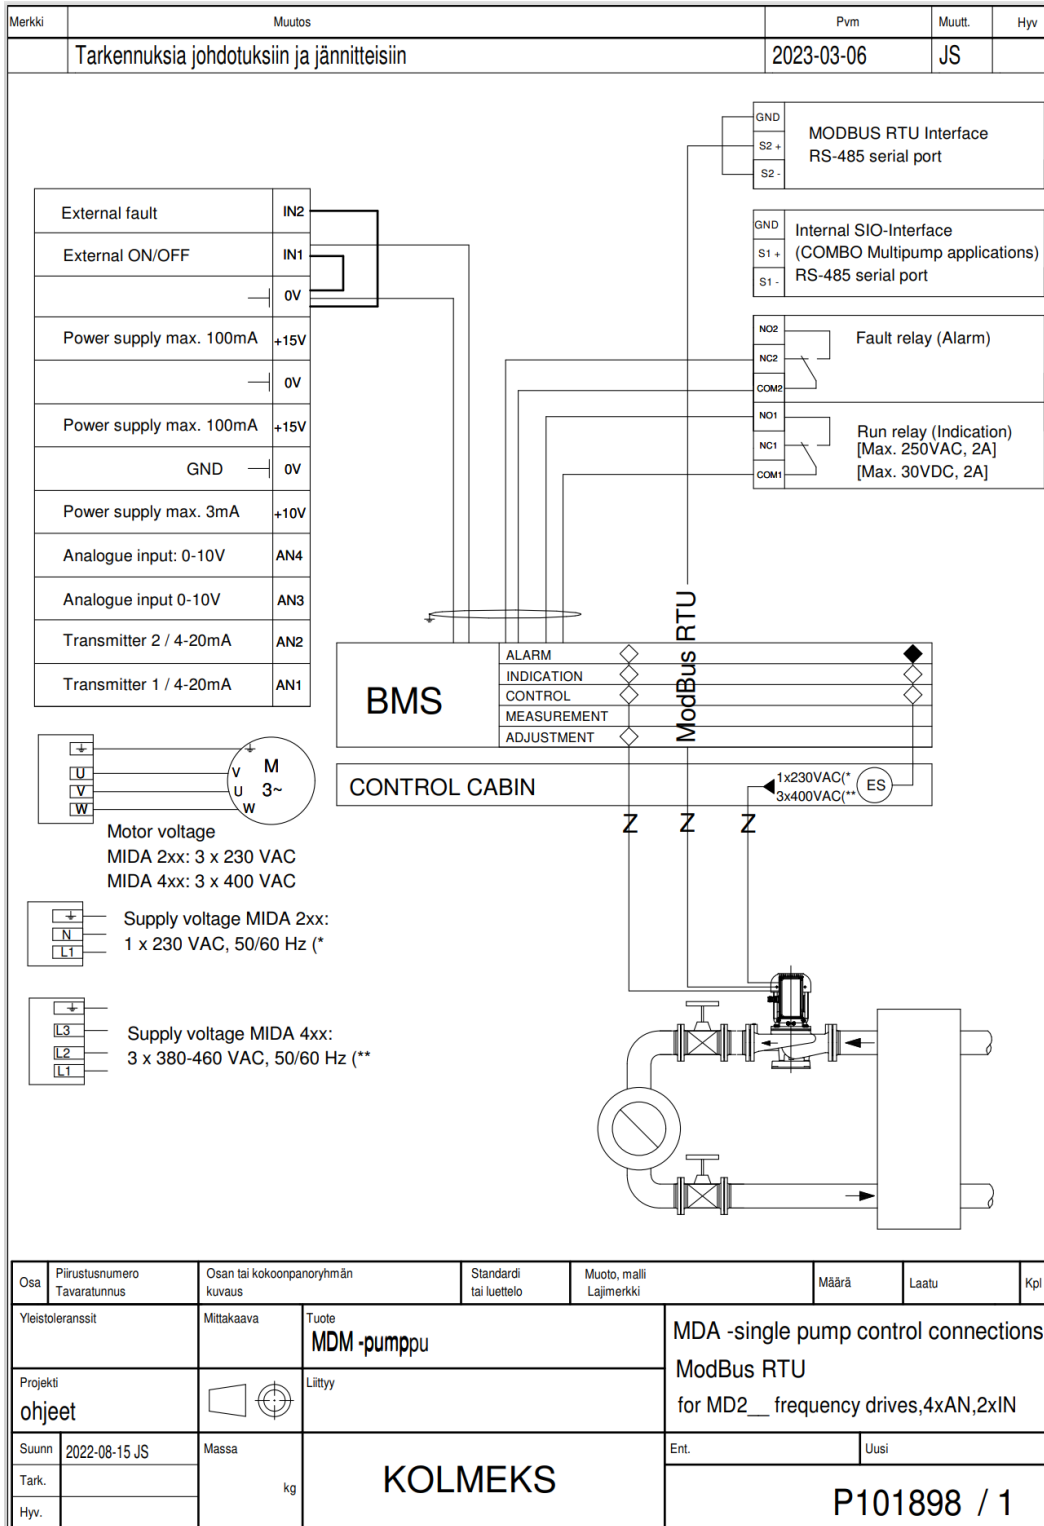 Merkki Muutos Pvm Muutt. Hyv
Tarkennuksia johdotuksiin ja jännitteisiin 2023-03-06 JS
GND
S2 +
S2 -
MODBUS RTU Interface
RS-485 serial port
GND
S1 +
S1 -
Internal SIO-Interface
(COMBO Multipump applications)
RS-485 serial port
External fault IN2
External ON/OFF IN1
0V
Power supply max. 100mA +15V
0V
Power supply max. 100mA +15V
GND 0V
Power supply max. 3mA +10V
Analogue input: 0-10V AN4
Analogue input 0-10V AN3
Transmitter 2 / 4-20mA AN2
Transmitter 1 / 4-20mA AN1
NO2
NC2
COM2
Fault relay (Alarm)
NO1
NC1
COM1
Run relay (Indication)
[Max. 250VAC, 2A]
[Max. 30VDC, 2A]
ModBus RTU
BMS
ALARM
INDICATION
CONTROL
MEASUREMENT
ADJUSTMENT
CONTROL CABIN
1x230VAC(*
3x400VAC(**
ES
Z Z Z
U
V
W
V
U
W
M
3~
Motor voltage
MIDA 2xx: 3 x 230 VAC
MIDA 4xx: 3 x 400 VAC
N
L1
Supply voltage MIDA 2xx:
1 x 230 VAC, 50/60 Hz (*
L3
L2
L1
Supply voltage MIDA 4xx:
3 x 380-460 VAC, 50/60 Hz (**
Osa
Piirustusnumero
Tavaratunnus
Osan tai kokoonpanoryhmän
kuvaus
Standardi
tai luettelo
Muoto, malli
Lajimerkki
Määrä
Laatu
Kpl
Yleistoleranssit
Mittakaava
Tuote
MDM -pumppu
MDA -single pump control connections
ModBus RTU
for MD2__ frequency drives,4xAN,2xIN
Projekti
ohjeet
Liittyy
Suunn 2022-08-15 JS
Tark.
Hyv.
Massa
kg
KOLMEKS
Ent.
Uusi
P101898 / 1